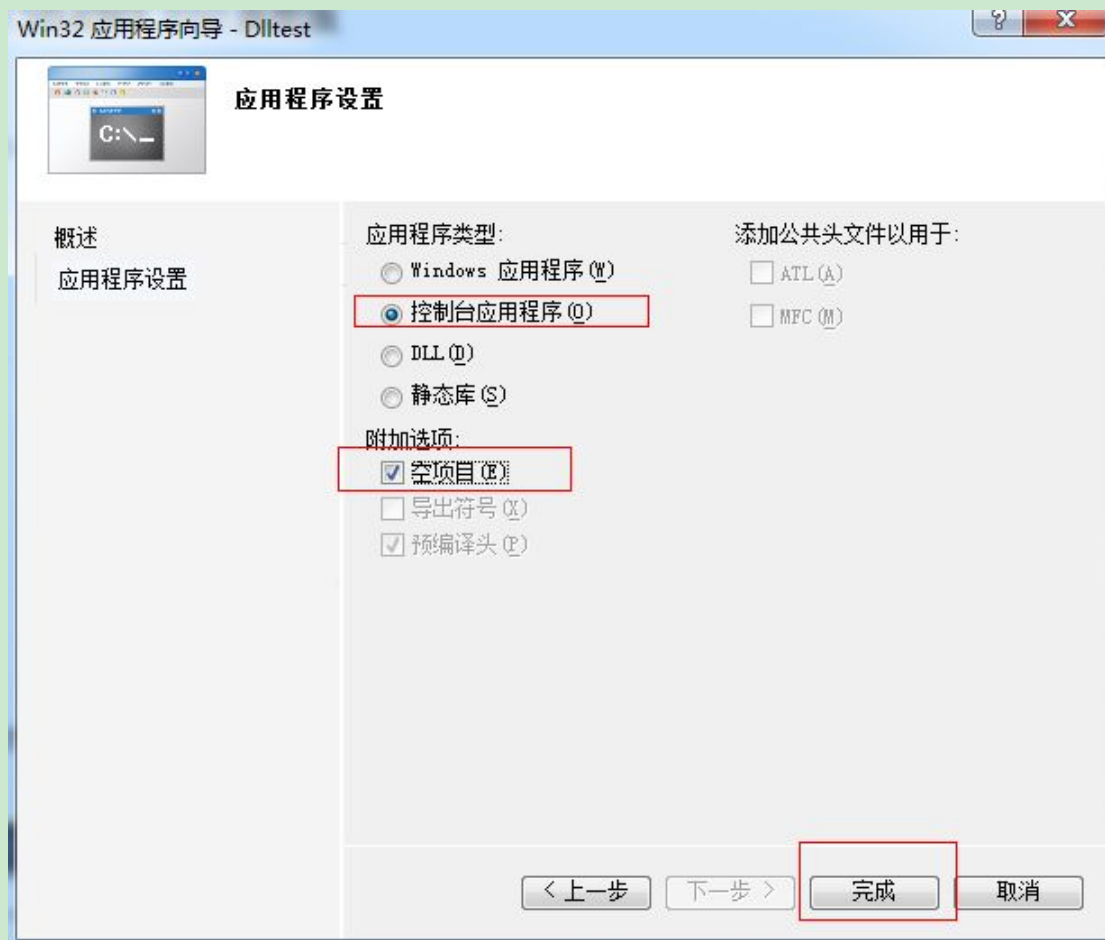 Win32 应用程序向导 - Dlltest
C:\_
应用程序设置
概述
应用程序设置
应用程序类型:
Windows 应用程序(W)
控制台应用程序(O)
DLL(D)
静态库(S)
附加选项:
空项目(E)
导出符号(X)
预编译头(P)
添加公共头文件以用于:
ATL(A)
MFC(M)
< 上一步
下一步 >
完成
取消